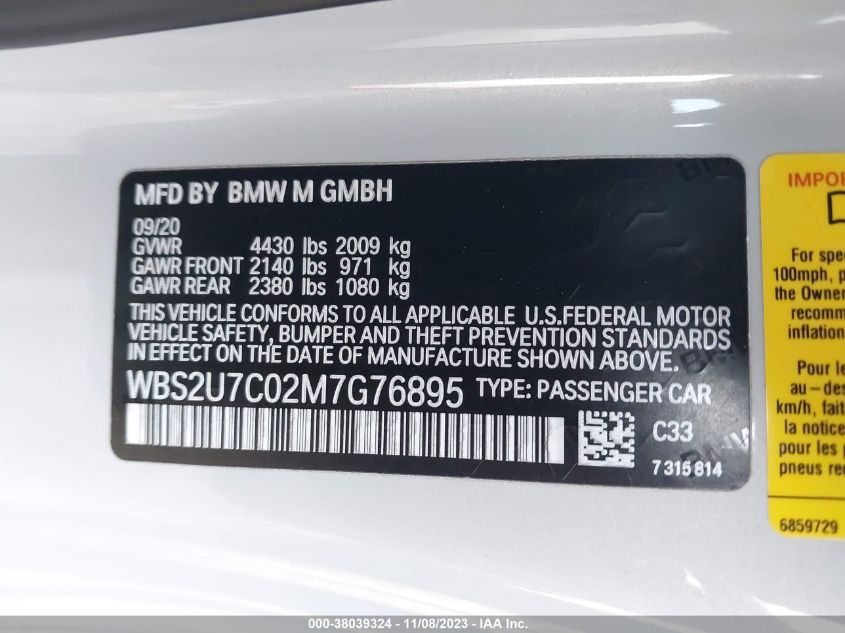 MFD BY BMW M GMBH
09/20
GVWR 4430 lbs 2009 kg
GAWR FRONT 2140 lbs 971 kg
GAWR REAR 2380 lbs 1080 kg
THIS VEHICLE CONFORMS TO ALL APPLICABLE U.S.FEDERAL MOTOR
VEHICLE SAFETY, BUMPER AND THEFT PREVENTION STANDARDS
IN EFFECT ON THE DATE OF MANUFACTURE SHOWN ABOVE.
WBS2U7C02M7G76895 TYPE: PASSENGER CAR
C33
7 315 814
IMPOR
For spec
100mph, p
the Owner
recomm
inflation
Pour le
au-des
km/h, fait
la notice
pour les p
pneus rec
6859729
000-38039324 - 11/08/2023 - IAA Inc.